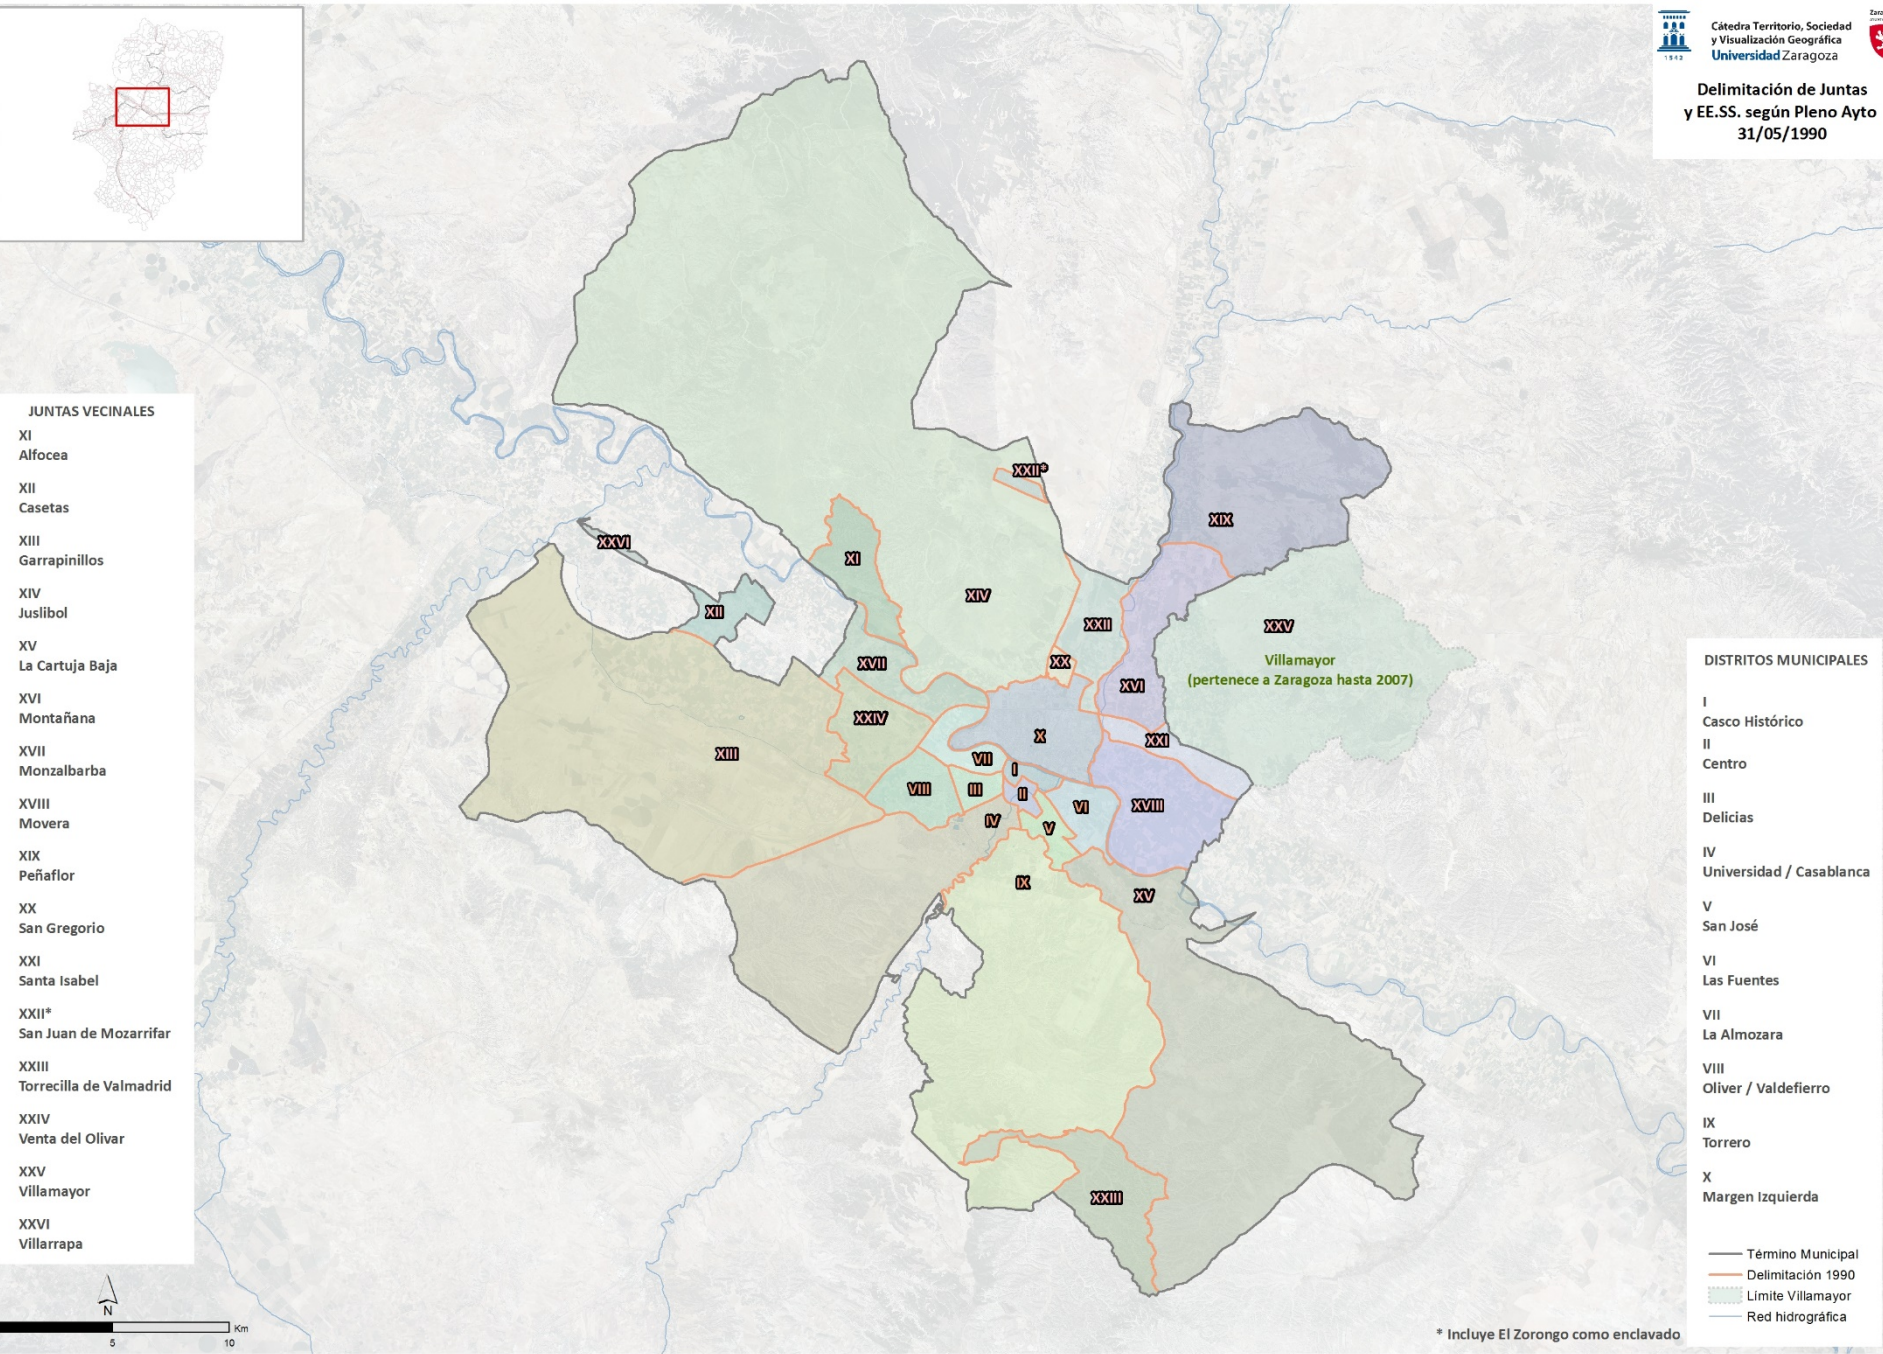 1542
Cátedra Territorio, Sociedad
y Visualización Geográfica
Universidad Zaragoza
Delimitación de Juntas
y EE.SS. según Pleno Ayto
31/05/1990
JUNTAS VECINALES
XI
Alfocea
XII
Casetas
XIII
Garrapinillos
XIV
Juslibol
XV
La Cartuja Baja
XVI
Montañana
XVII
Monzalbarba
XVIII
Movera
XIX
Peñaflor
XX
San Gregorio
XXI
Santa Isabel
XXII*
San Juan de Mozarrifar
XXIII
Torrecilla de Valmadrid
XXIV
Venta del Olivar
XXV
Villamayor
XXVI
Villarrapa
XXII*
XIX
XXVI
XI
XIV
XII
XXII
XXV
Villamayor
(pertenece a Zaragoza hasta 2007)
XVII
XX
XVI
XXIV
X
XXI
XIII
VII
I
VIII
III
II
VI
XVIII
IV
V
IX
XV
XXIII
DISTRITOS MUNICIPALES
I
Casco Histórico
II
Centro
III
Delicias
IV
Universidad / Casablanca
V
San José
VI
Las Fuentes
VII
La Almozara
VIII
Oliver / Valdefierro
IX
Torrero
X
Margen Izquierda
Término Municipal
Delimitación 1990
Límite Villamayor
Red hidrográfica
N
Km
5 10
* Incluye El Zorongo como enclavado